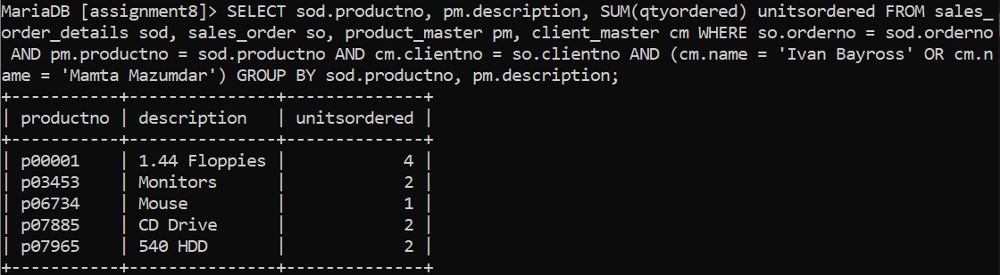 MariaDB [assignment8]> SELECT sod.productno, pm.description, SUM(qtyordered) unitsordered FROM sales_
order_details sod, sales_order so, product_master pm, client_master cm WHERE so.orderno = sod.orderno
 AND pm.productno = sod.productno AND cm.clientno = so.clientno AND (cm.name = 'Ivan Bayross' OR cm.n
ame = 'Mamta Mazumdar') GROUP BY sod.productno, pm.description;
+-----------+---------------+--------------+
| productno | description   | unitsordered |
+-----------+---------------+--------------+
| p00001    | 1.44 Floppies |            4 |
| p03453    | Monitors      |            2 |
| p06734    | Mouse         |            1 |
| p07885    | CD Drive      |            2 |
| p07965    | 540 HDD       |            2 |
+-----------+---------------+--------------+